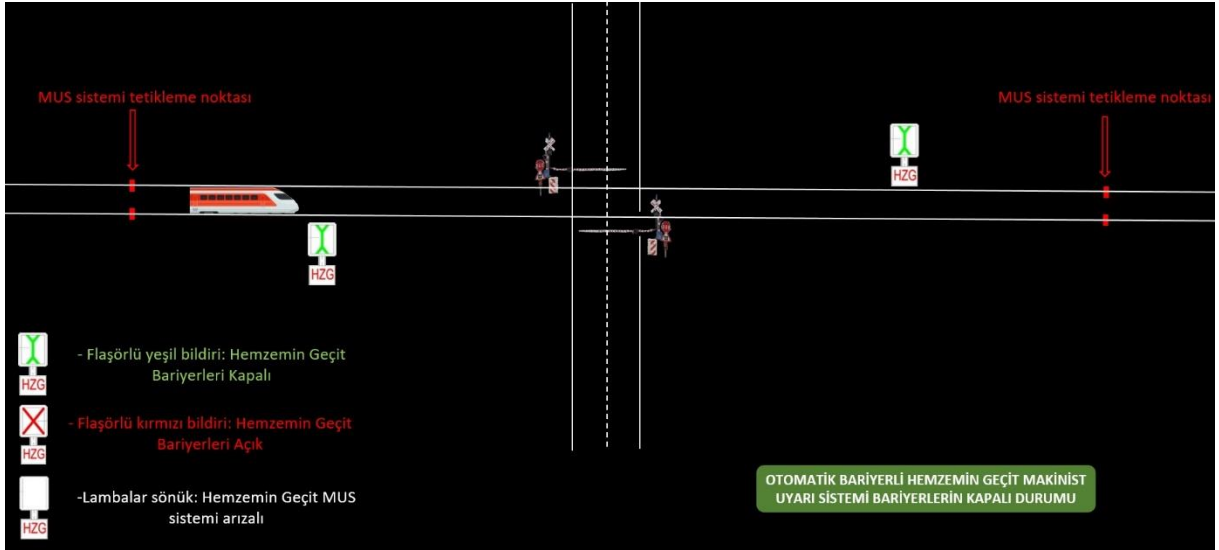 MUS sistemi tetikleme noktası
MUS sistemi tetikleme noktası
HZG
HZG
HZG
- Flaşörlü yeşil bildiri: Hemzemin Geçit
Bariyerleri Kapalı
HZG
- Flaşörlü kırmızı bildiri: Hemzemin Geçit
Bariyerleri Açık
HZG
-Lambalar sönük: Hemzemin Geçit MUS
sistemi arızalı
OTOMATİK BARİYERLİ HEMZEMİN GEÇİT MAKİNİST
UYARI SİSTEMİ BARİYERLERİN KAPALI DURUMU